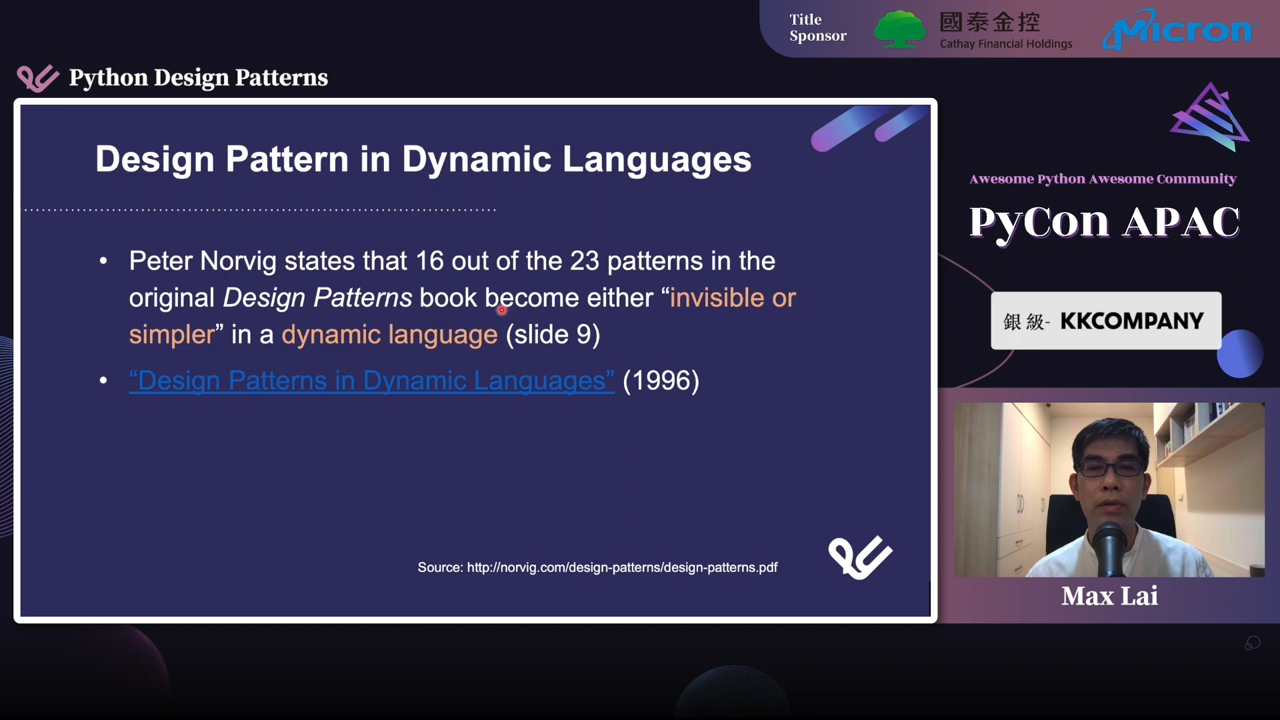 Title
Sponsor
國泰金控
Cathay Financial Holdings
Micron
Python Design Patterns
Design Pattern in Dynamic Languages
• Peter Norvig states that 16 out of the 23 patterns in the
original Design Patterns book become either “invisible or
simpler” in a dynamic language (slide 9)
• “Design Patterns in Dynamic Languages” (1996)
Source: http://norvig.com/design-patterns/design-patterns.pdf
Awesome Python Awesome Community
PyCon APAC
銀級- KKCOMPANY
Max Lai